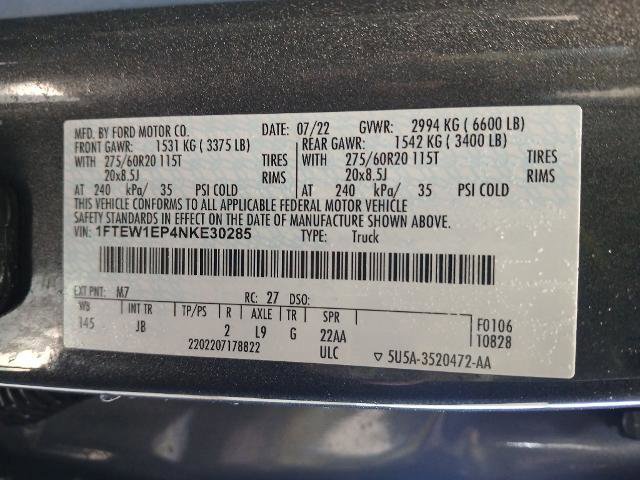 MFD. BY FORD MOTOR CO. DATE: 07/22 GVWR: 2994 KG ( 6600 LB)
FRONT GAWR: 1531 KG ( 3375 LB) REAR GAWR: 1542 KG ( 3400 LB)
WITH 275/60R20 115T TIRES WITH 275/60R20 115T TIRES
20x8.5J RIMS 20x8.5J RIMS
AT 240 kPa/ 35 PSI COLD AT 240 kPa/ 35 PSI COLD
THIS VEHICLE CONFORMS TO ALL APPLICABLE FEDERAL MOTOR VEHICLE
SAFETY AND THEFT PREVENTION STANDARDS IN EFFECT ON THE DATE OF MANUFACTURE SHOWN ABOVE.
VIN: 1FTEW1EP4NKE30285 TYPE: Truck
EXT PNT: M7 RC: 27 DSO:
WB INT TR TP/PS R AXLE TR SPR F0106
145 JB 2 L9 G 22AA T0828
2202207178822 ULC ▽ 5U5A-3520472-AA